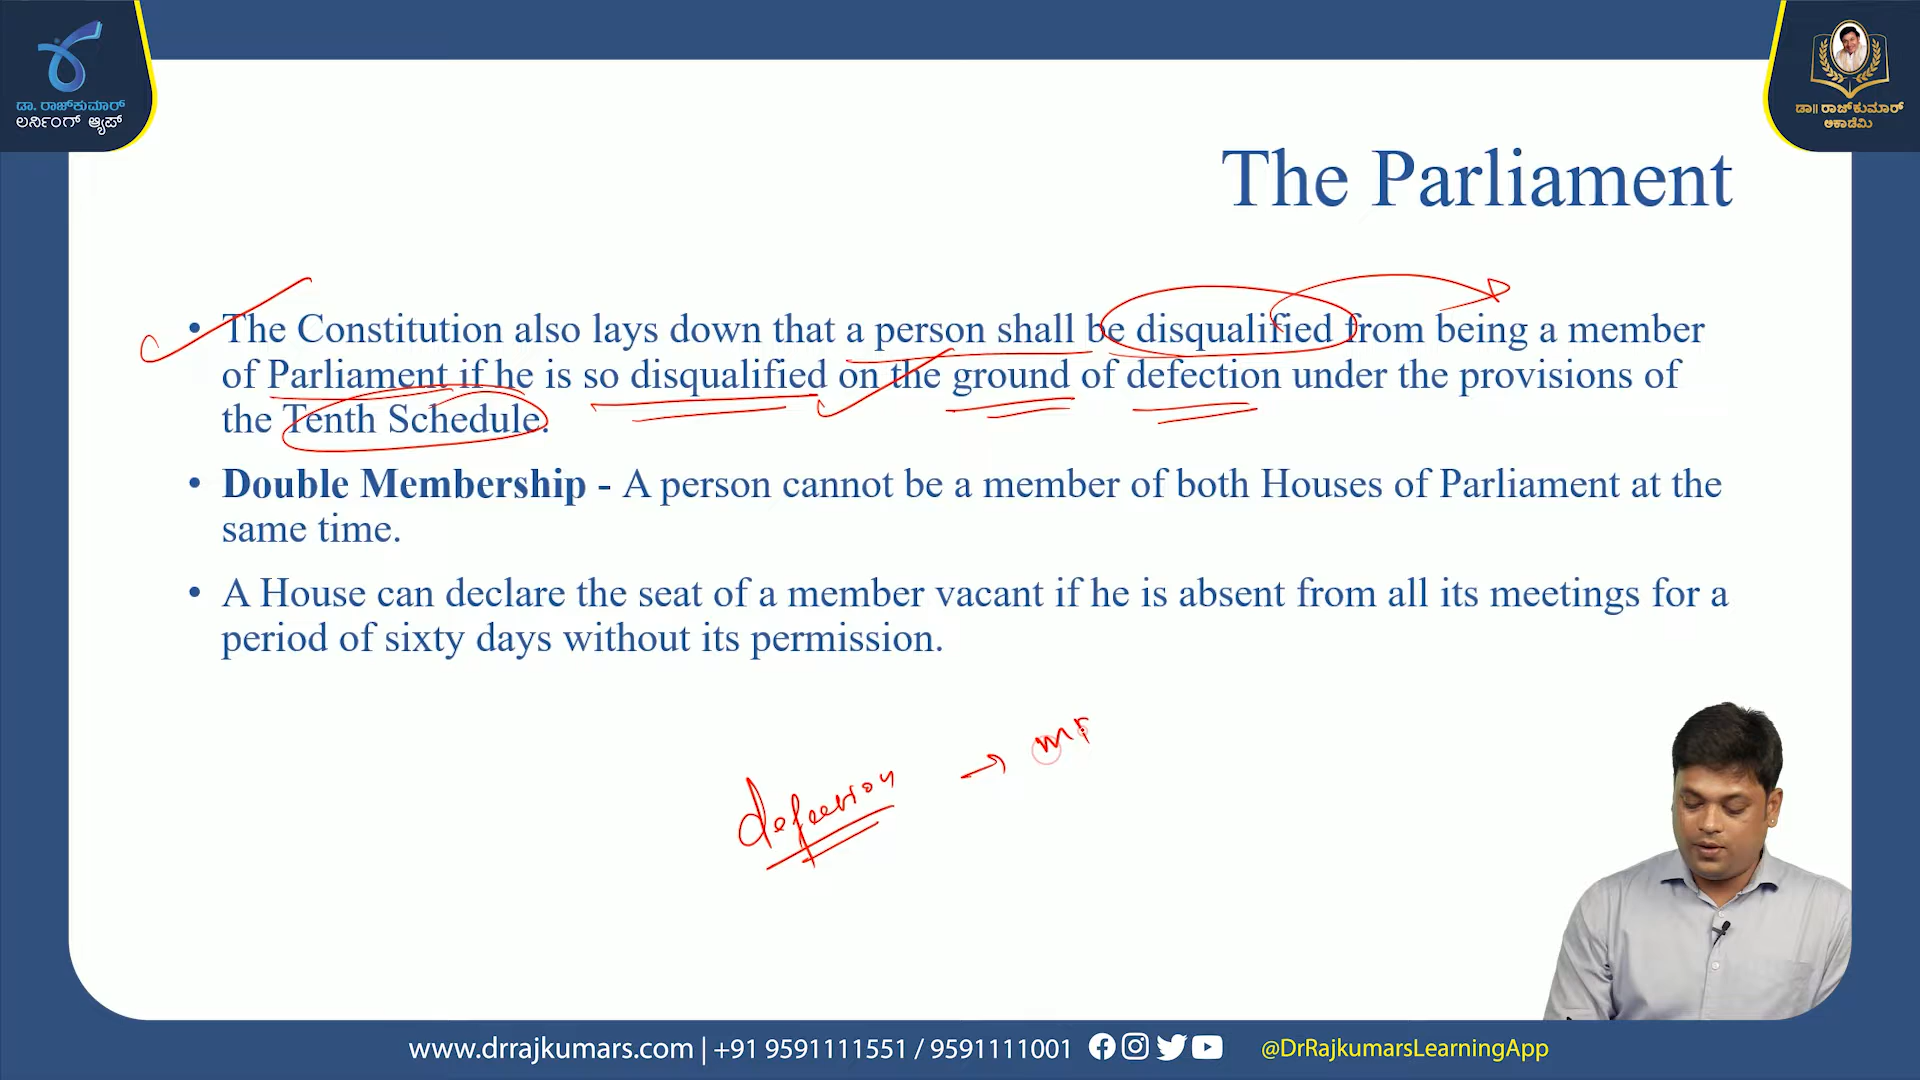 ಡಾ. ರಾಜ್‌ಕುಮಾರ್
ಲರ್ನಿಂಗ್ ಆ್ಯಪ್
ಡಾ|| ರಾಜ್‌ಕುಮಾರ್
ಅಕಾಡೆಮಿ
The Parliament
• The Constitution also lays down that a person shall be disqualified from being a member
of Parliament if he is so disqualified on the ground of defection under the provisions of
the Tenth Schedule.
• Double Membership - A person cannot be a member of both Houses of Parliament at the
same time.
• A House can declare the seat of a member vacant if he is absent from all its meetings for a
period of sixty days without its permission.
defection → MP
www.drrajkumars.com | +91 9591111551 / 9591111001 @DrRajkumarsLearningApp